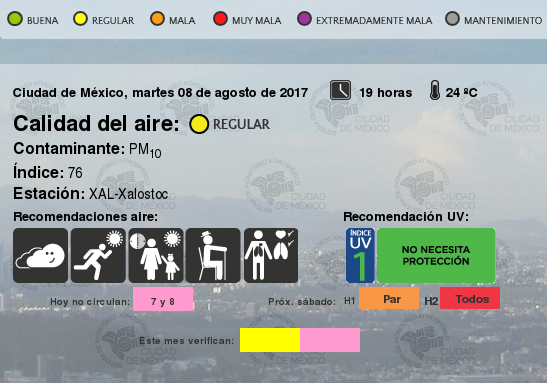 BUENA REGULAR MALA MUY MALA EXTREMADAMENTE MALA MANTENIMIENTO
Ciudad de México, martes 08 de agosto de 2017 19 horas 24 ºC
Calidad del aire: REGULAR
Contaminante: PM10
Índice: 76
Estación: XAL-Xalostoc
Recomendaciones aire: Recomendación UV:
ÍNDICE UV 1 NO NECESITA
PROTECCIÓN
Hoy no circulan: 7 y 8 Próx. sábado: H1 Par H2 Todos
Este mes verifican:
CIUDAD
DE MÉXICO